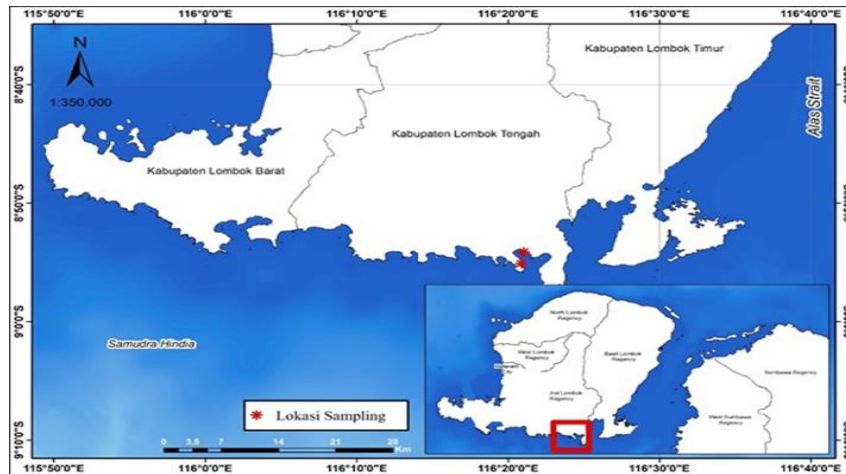 115°50'0"E 116°0'0"E 116°10'0"E 116°20'0"E 116°30'0"E 116°40'0"E
N
1:350.000
Kabupaten Lombok Timur
8°40'0"S
Alas Strait
Kabupaten Lombok Tengah
Kabupaten Lombok Barat
8°50'0"S
9°0'0"S
Samudra Hindia
North Lombok
Regency
West Lombok
Regency
East Lombok
Regency
City
Lombok
Regency
Sumbawa Regency
West Sumbawa
Regency
Lokasi Sampling
9°10'0"S
0 3,5 7 14 21 28
Km